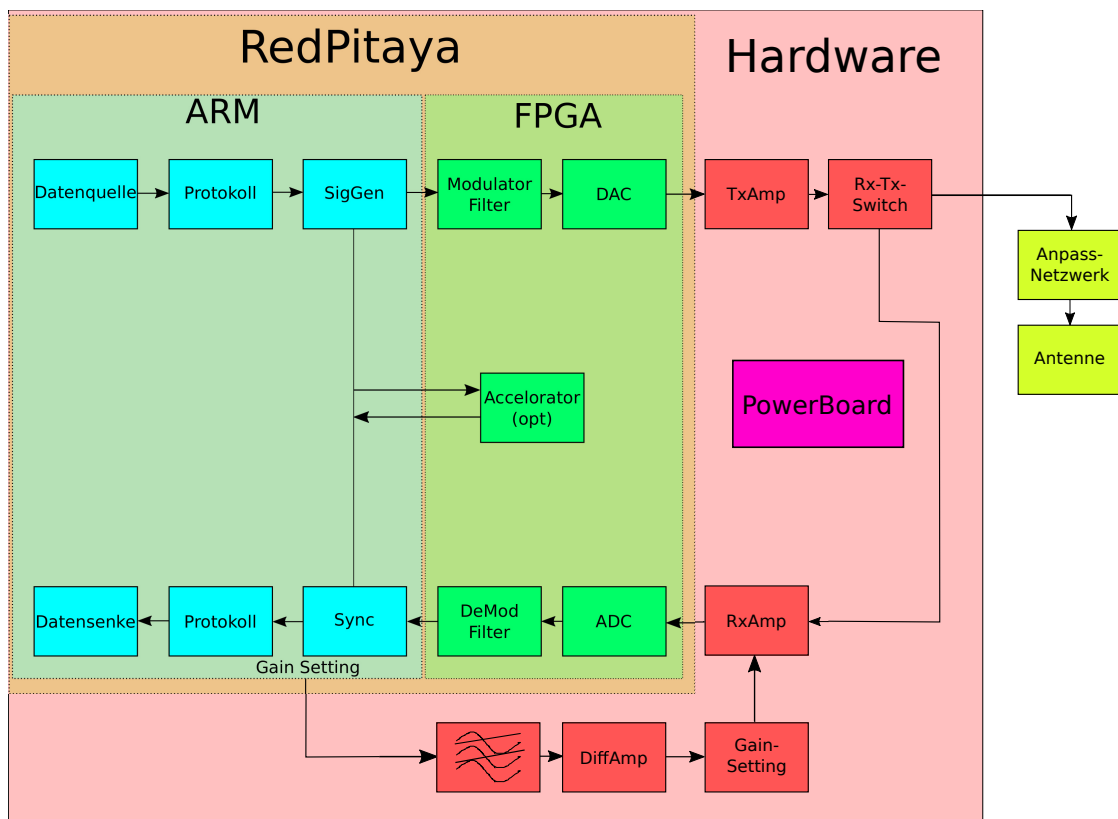 RedPitaya
Hardware
ARM
FPGA
Datenquelle
Protokoll
SigGen
Modulator
Filter
DAC
TxAmp
Rx-Tx-
Switch
Anpass-
Netzwerk
Antenne
Accelorator
(opt)
PowerBoard
Datensenke
Protokoll
Sync
DeMod
Filter
ADC
RxAmp
Gain Setting
DiffAmp
Gain-
Setting